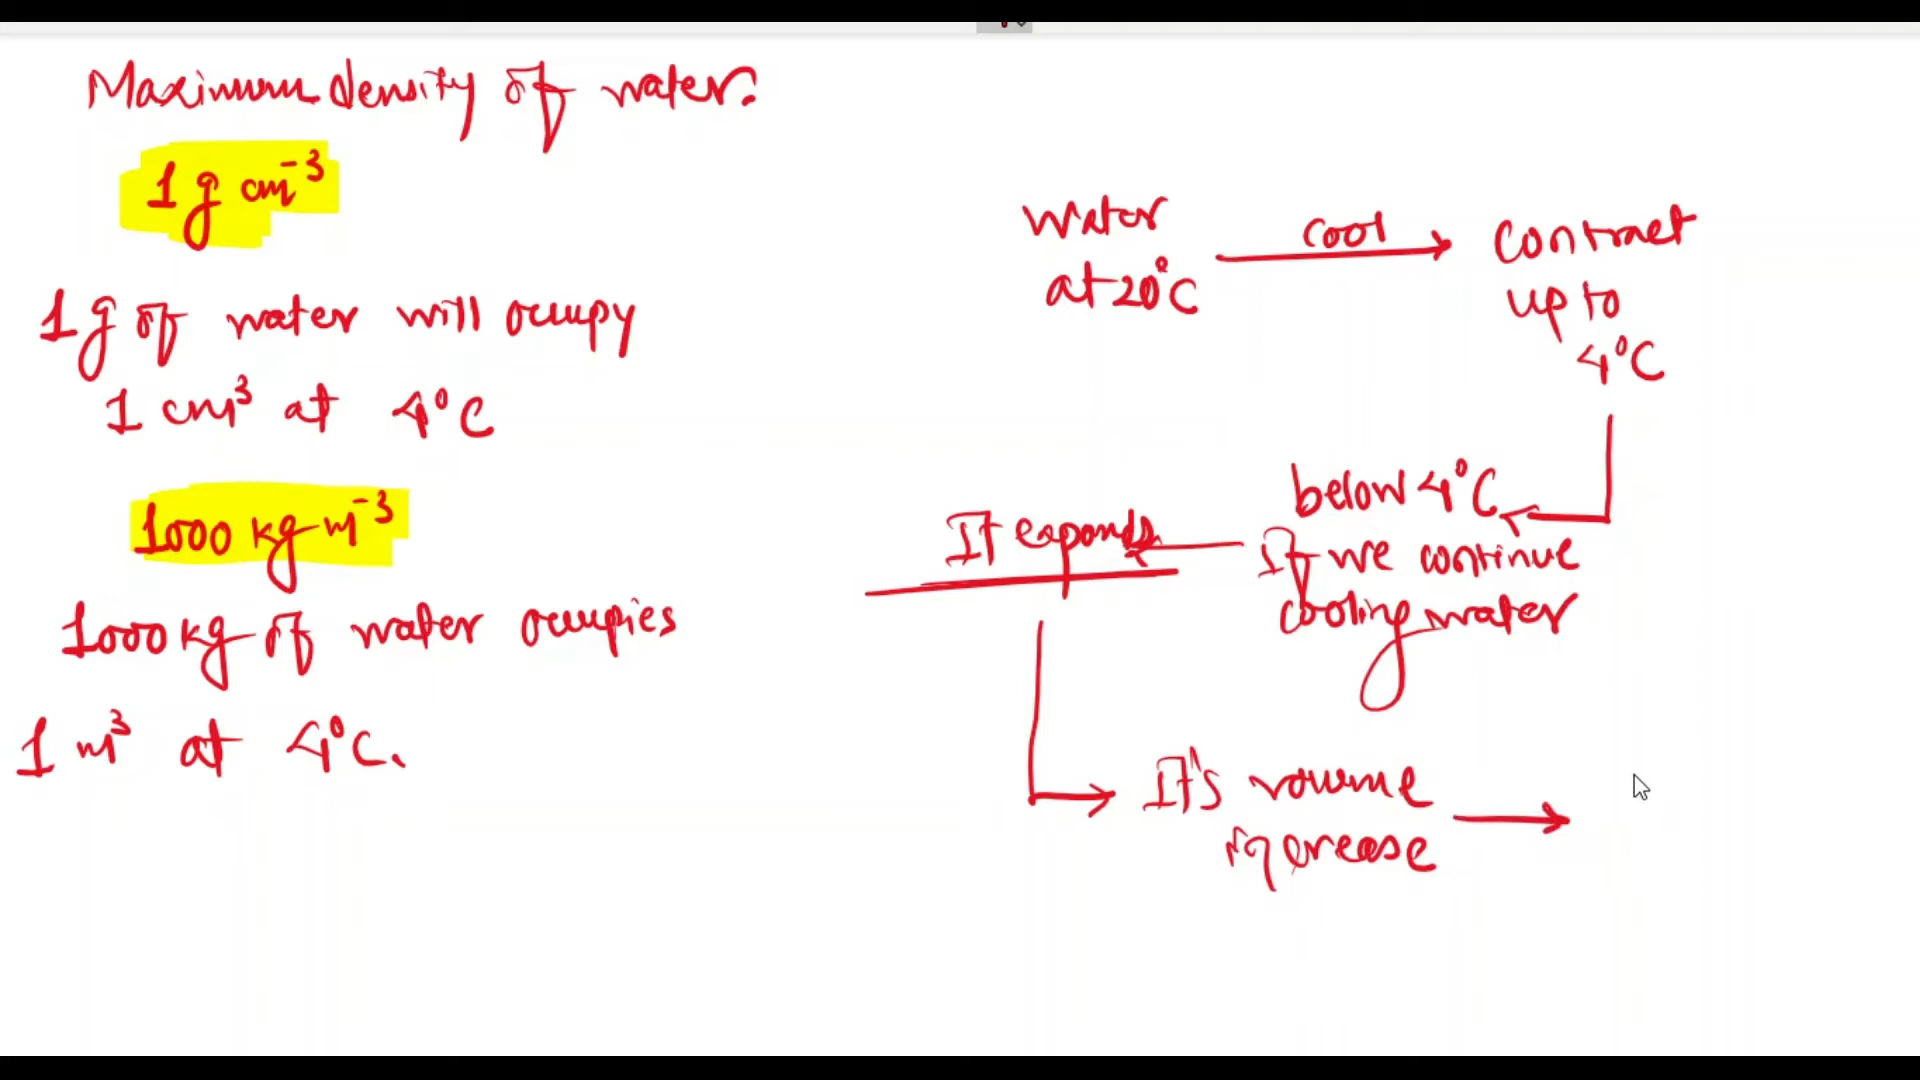 Maximum density of water.
1 g cm⁻³
1g of water will occupy
1 cm³ at 4°C
1000 kg m⁻³
1000 kg of water occupies
1 m³ at 4°C.
Water
at 20°C
cool
contract
up to
4°C
below 4°C
If we continue
cooling water
It expands
It's volume
increase